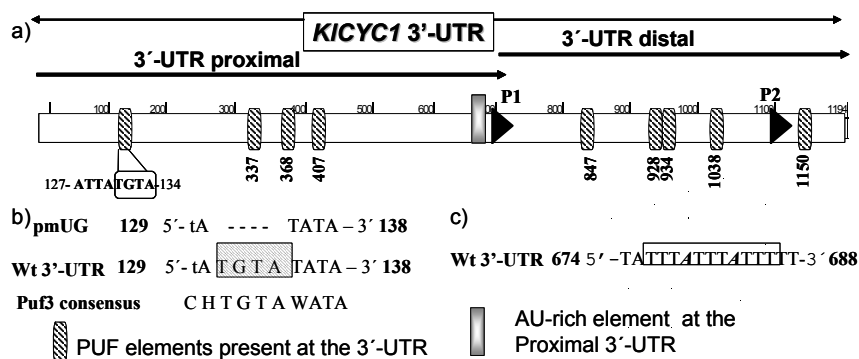 a)
KlCYC1 3'-UTR
3´-UTR proximal
3´-UTR distal
P1
P2
100 200 300 400 500 600 700 800 900 1000 1100 1194
127- ATTATGTA-134
337 368 407 847 928 934 1038 1150
b)
pmUG 129 5´- tA - - - - TATA – 3´ 138
Wt 3'-UTR 129 5´- tA T G T A TATA – 3´ 138
Puf3 consensus C H T G T A WATA
PUF elements present at the 3´-UTR
c)
Wt 3'-UTR 674 5' -TATTTATTTATTTTT-3´ 688
AU-rich element at the
Proximal 3´-UTR